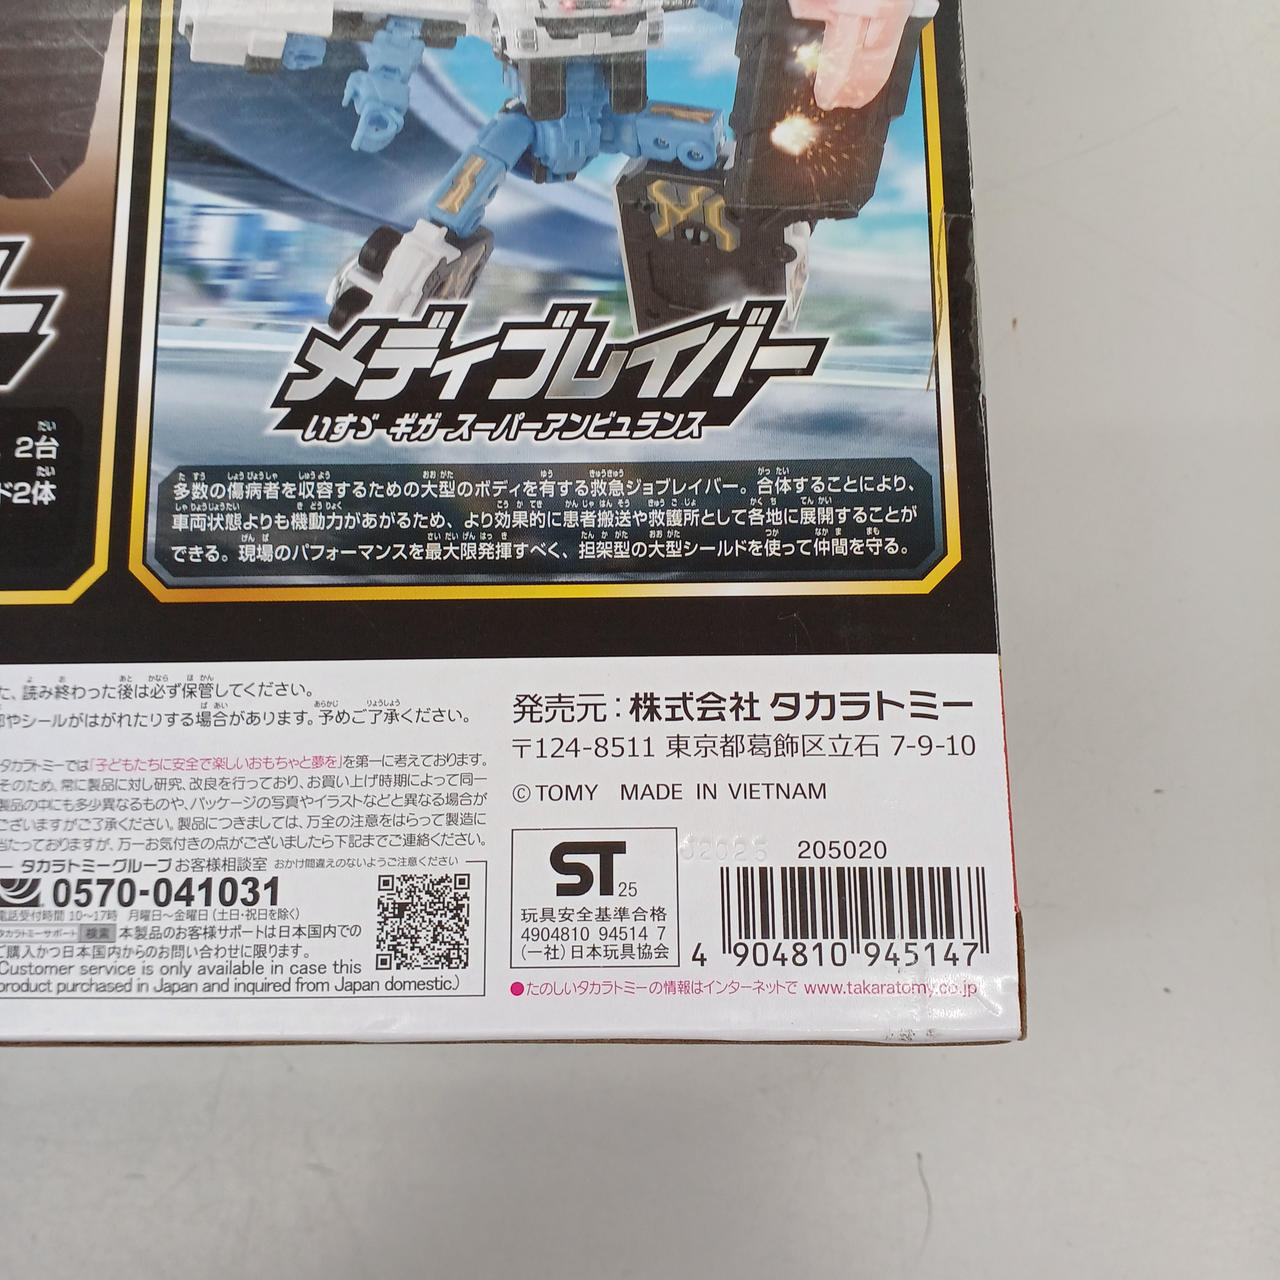 メディブレイバー
いすゞ ギガ スーパーアンビュランス
2台
ド2体
多数の傷病者を収容するための大型のボディを有する救急ジョブレイバー。合体することにより、
車両状態よりも機動力があがるため、より効果的に患者搬送や救護所として各地に展開することが
できる。現場のパフォーマンスを最大限発揮すべく、担架型の大型シールドを使って仲間を守る。
た、読み終わった後は必ず保管してください。
やシールがはがれたりする場合があります。予めご了承ください。
タカラトミーでは「子どもたちに安全で楽しいおもちゃと夢を」を第一に考えております。
そのため、常に製品に対し研究、改良を行っており、お買い上げ時期によって同一
製品の中にも多少異なるものや、パッケージの写真やイラストなどと異なる場合が
ございますがご了承ください。製品につきましては、万全の注意をはらって製造に
当たっておりますが、万一お気付きの点がございましたら下記までご連絡ください。
タカラトミーグループお客様相談室 おかけ間違えのないようご注意ください
0570-041031
電話受付時間 10〜17時 月曜日〜金曜日(土・日・祝日を除く)
タカラトミーサポート 検索 本製品のお客様サポートは日本国内での
ご購入かつ日本国内からのお問い合わせに限ります。
Customer service is only available in case this
product purchased in Japan and inquired from Japan domestic.)
発売元:株式会社 タカラトミー
〒124-8511 東京都葛飾区立石 7-9-10
© TOMY MADE IN VIETNAM
ST 25
玩具安全基準合格
4904810 94514 7
(一社)日本玩具協会
205020
4 904810 945147
●たのしいタカラトミーの情報はインターネットで www.takaratomy.co.jp